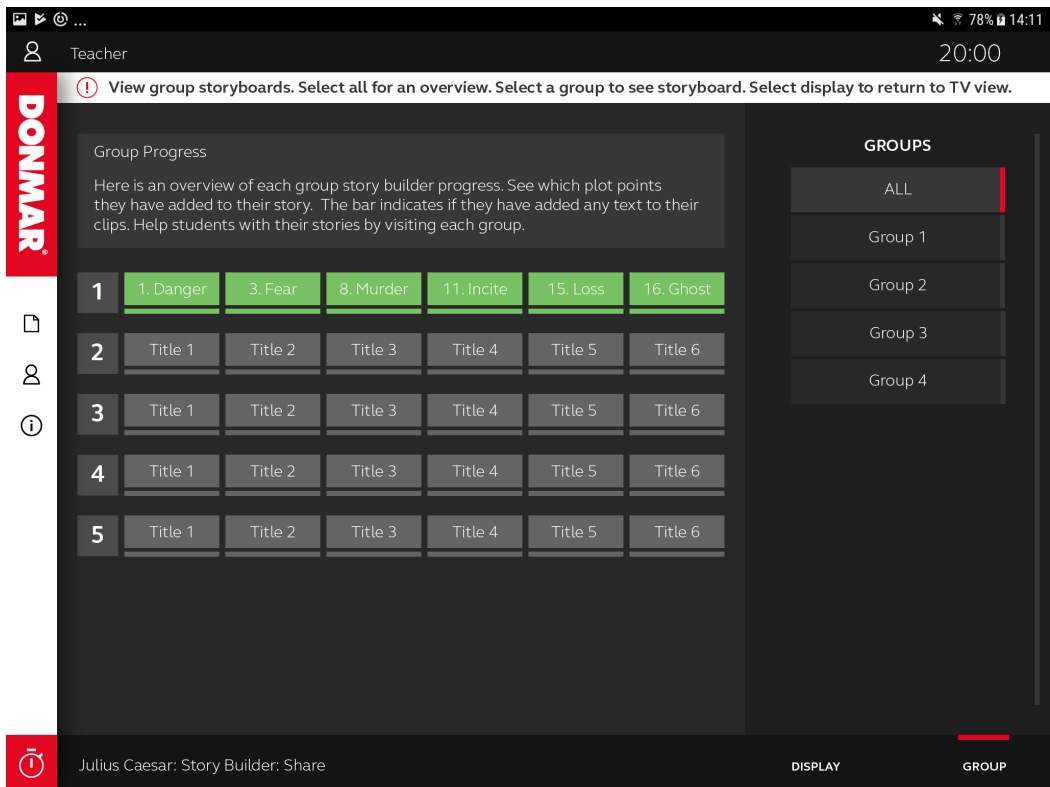 ... 78% 14:11
Teacher 20:00
View group storyboards. Select all for an overview. Select a group to see storyboard. Select display to return to TV view.
DONMAR®
Group Progress
Here is an overview of each group story builder progress. See which plot points
they have added to their story. The bar indicates if they have added any text to their
clips. Help students with their stories by visiting each group.
1 1. Danger 3. Fear 8. Murder 11. Incite 15. Loss 16. Ghost
2 Title 1 Title 2 Title 3 Title 4 Title 5 Title 6
3 Title 1 Title 2 Title 3 Title 4 Title 5 Title 6
4 Title 1 Title 2 Title 3 Title 4 Title 5 Title 6
5 Title 1 Title 2 Title 3 Title 4 Title 5 Title 6
GROUPS
ALL
Group 1
Group 2
Group 3
Group 4
Julius Caesar: Story Builder: Share
DISPLAY GROUP